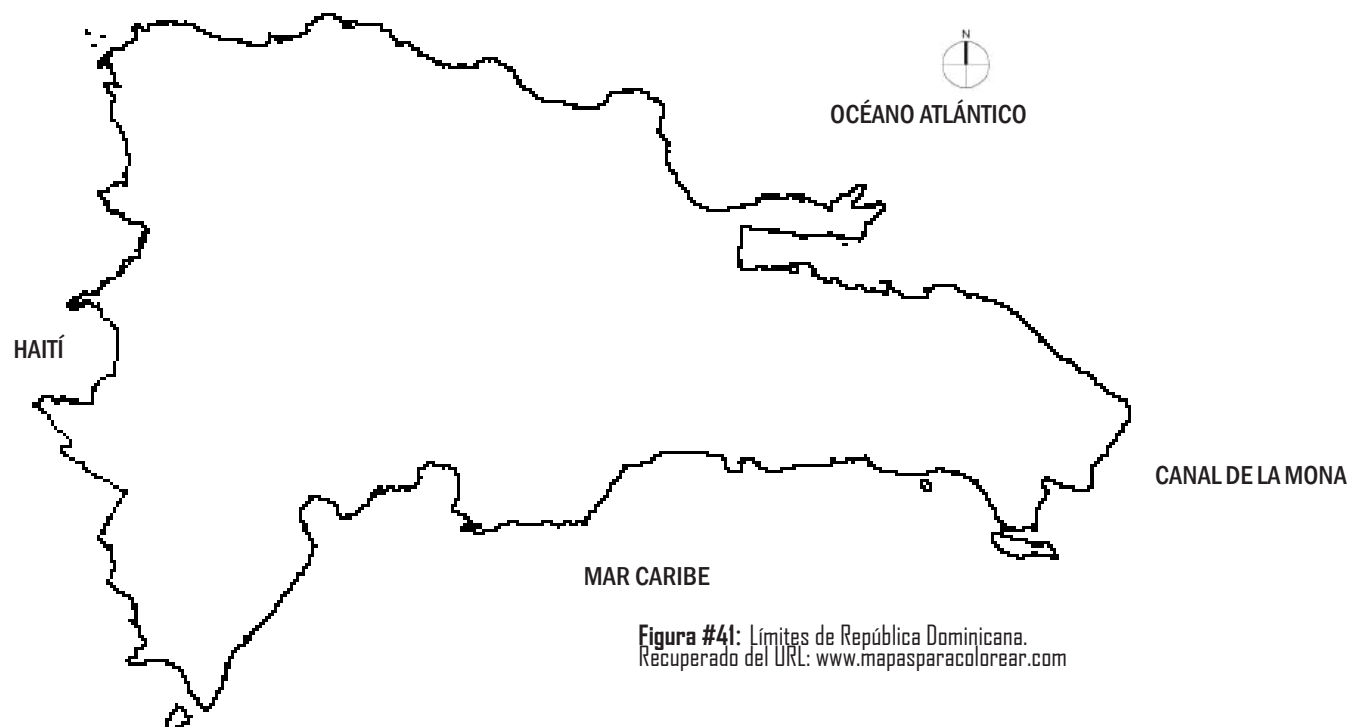 N
OCÉANO ATLÁNTICO
HAITÍ
CANAL DE LA MONA
MAR CARIBE
Figura #41: Límites de República Dominicana.
Recuperado del URL: www.mapasparacolorear.com